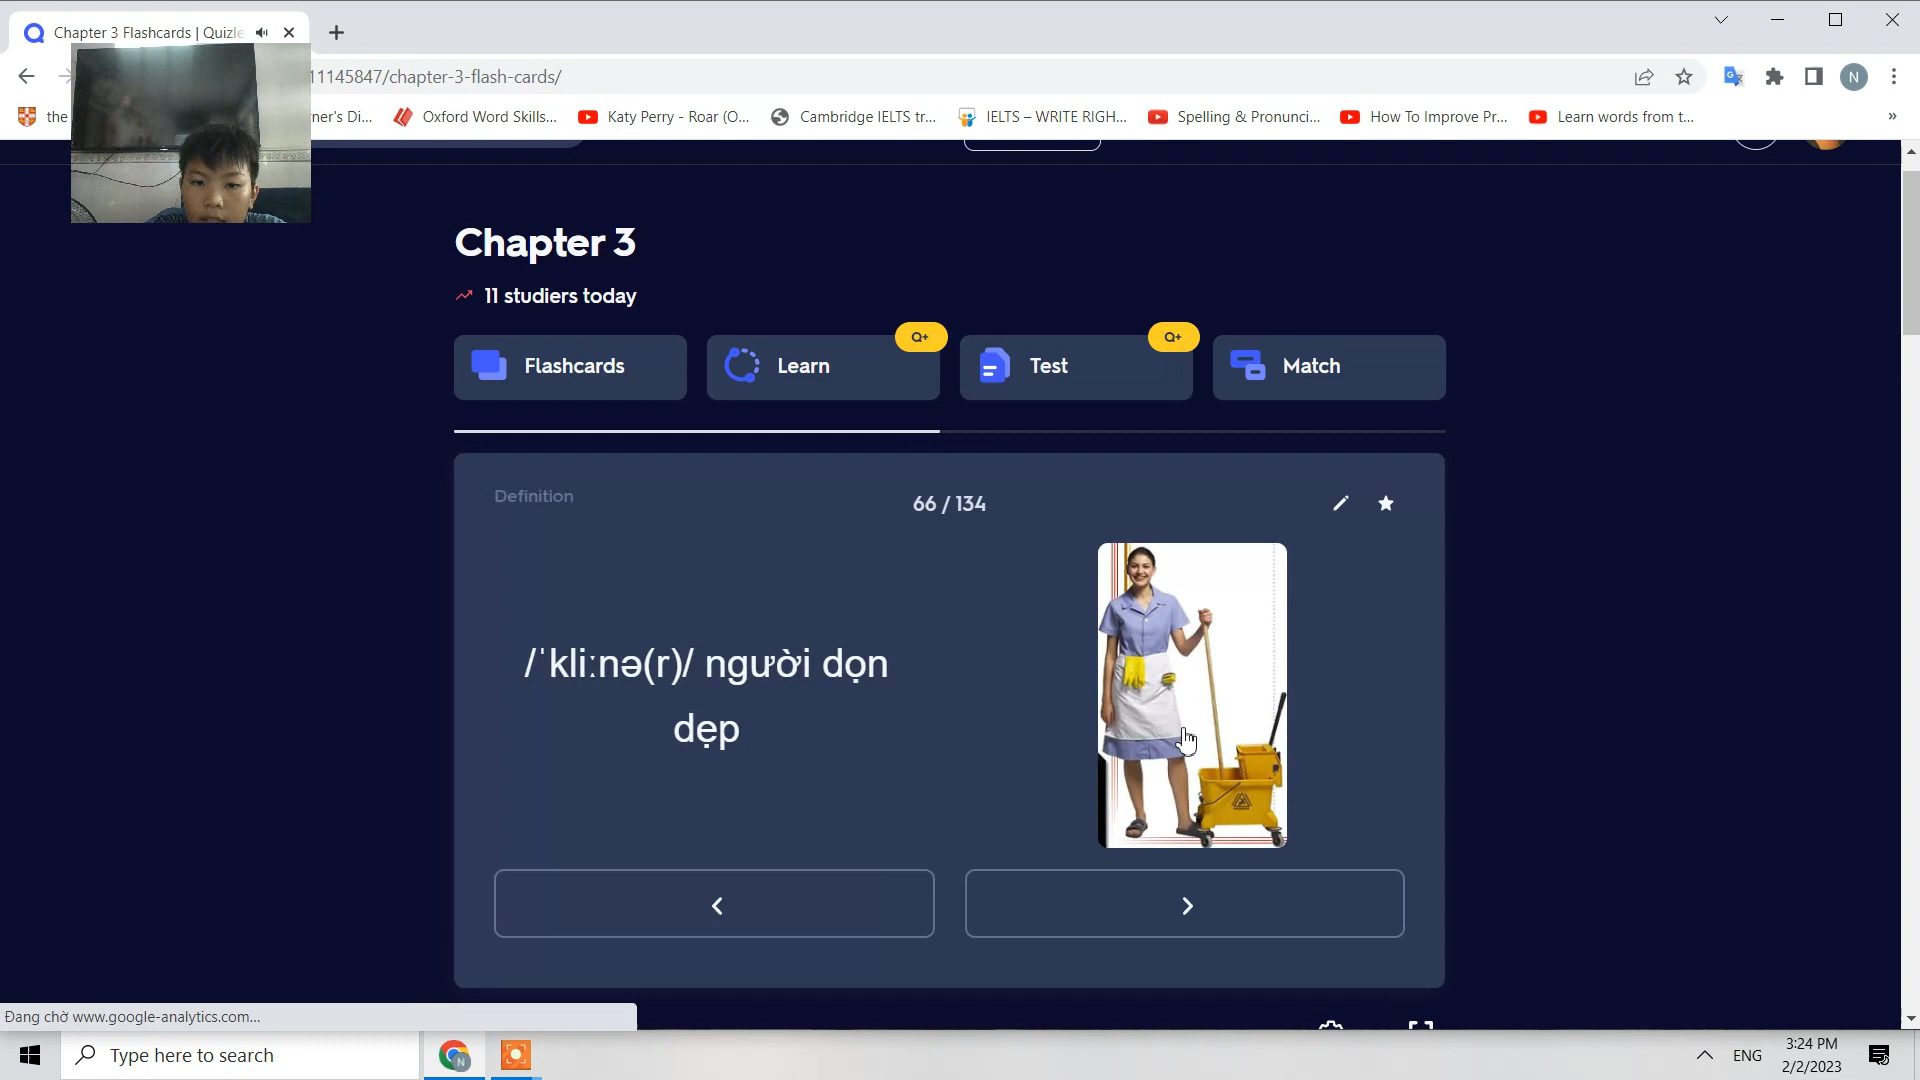 Chapter 3 Flashcards | Quizle
11145847/chapter-3-flash-cards/
N
the
ner's Di...
Oxford Word Skills...
Katy Perry - Roar (O...
Cambridge IELTS tr...
IELTS – WRITE RIGH...
Spelling & Pronunci...
How To Improve Pr...
Learn words from t...
»
Chapter 3
11 studiers today
Flashcards
Learn
Q+
Test
Q+
Match
Definition
66 / 134
/ˈkliːnə(r)/ người dọn
dẹp
Đang chờ www.google-analytics.com...
Type here to search
N
ENG
3:24 PM
2/2/2023